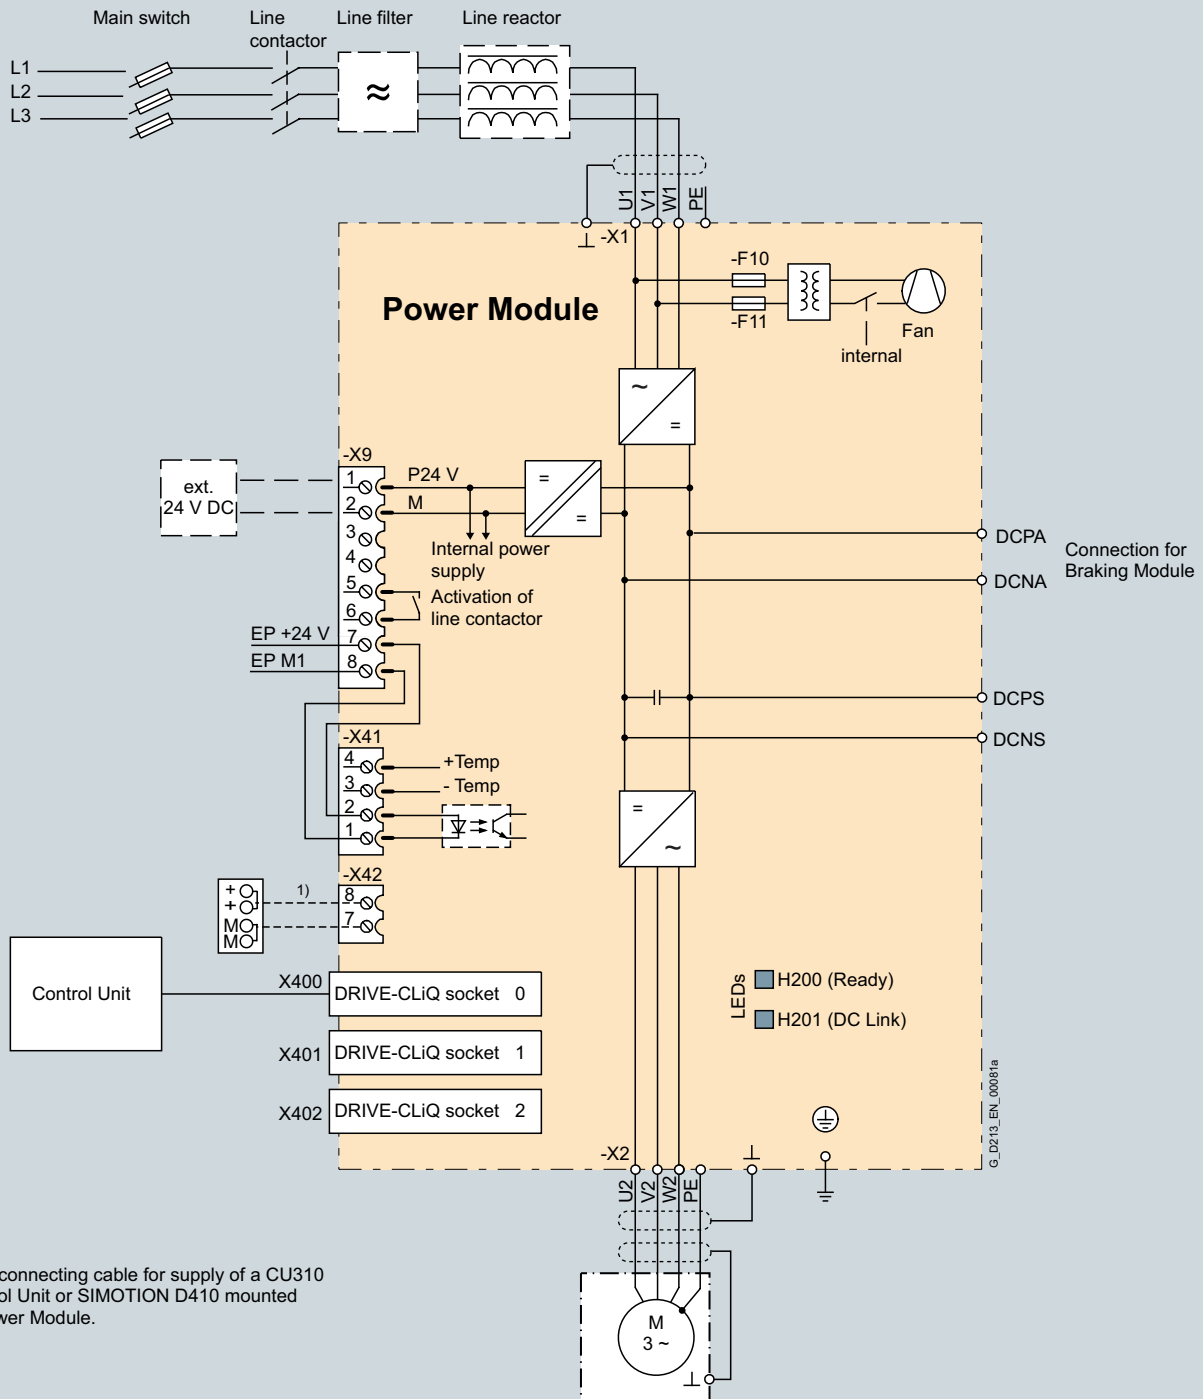 Main switch
Line
contactor
Line filter
Line reactor
L1
L2
L3
≈
U1
V1
W1
PE
-X1
-F10
-F11
Fan
internal
Power Module
~
=
-X9
ext.
24 V DC
1
2
3
4
5
6
7
8
P24 V
M
=
=
Internal power
supply
Activation of
line contactor
EP +24 V
EP M1
DCPA
DCNA
Connection for
Braking Module
DCPS
DCNS
-X41
4
3
2
1
+Temp
- Temp
=
~
-X42
8
7
+
+
M
M
1)
Control Unit
X400
DRIVE-CLiQ socket 0
X401
DRIVE-CLiQ socket 1
X402
DRIVE-CLiQ socket 2
LEDs
H200 (Ready)
H201 (DC Link)
G_D213_EN_00081a
-X2
U2
V2
W2
PE
connecting cable for supply of a CU310
ol Unit or SIMOTION D410 mounted
wer Module.
M
3 ~